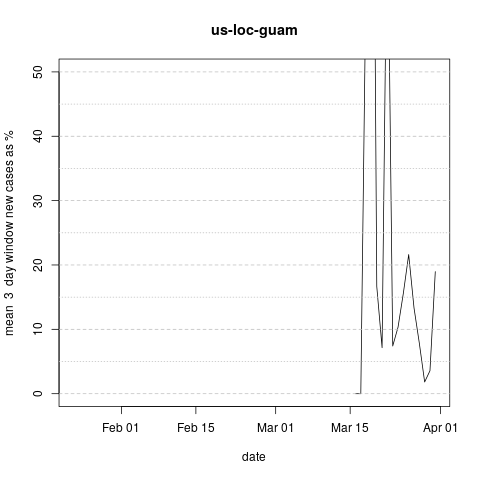 us-loc-guam
mean 3 day window new cases as %
50
40
30
20
10
0
Feb 01
Feb 15
Mar 01
Mar 15
Apr 01
date